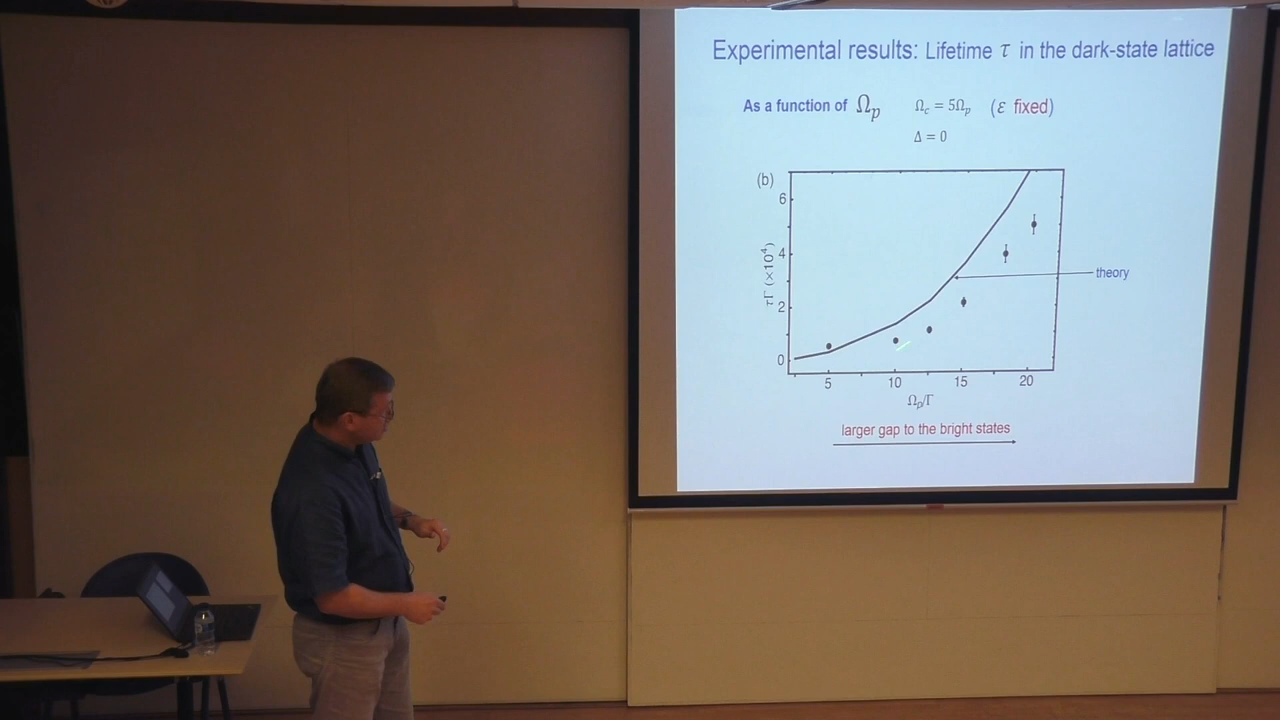 Experimental results: Lifetime τ in the dark-state lattice
As a function of Ωp Ωc = 5Ωp (ε fixed)
Δ = 0
(b)
6
4
2
0
τΓ (×10⁴)
theory
5 10 15 20
Ωp/Γ
larger gap to the bright states